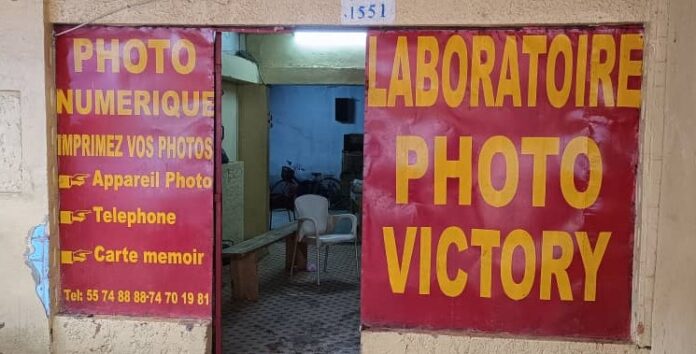 1551
PHOTO
NUMERIQUE
IMPRIMEZ VOS PHOTOS
Appareil Photo
Telephone
Carte memoir
Tel: 55 74 88 88-74 70 19 81
LABORATOIRE
PHOTO
VICTORY